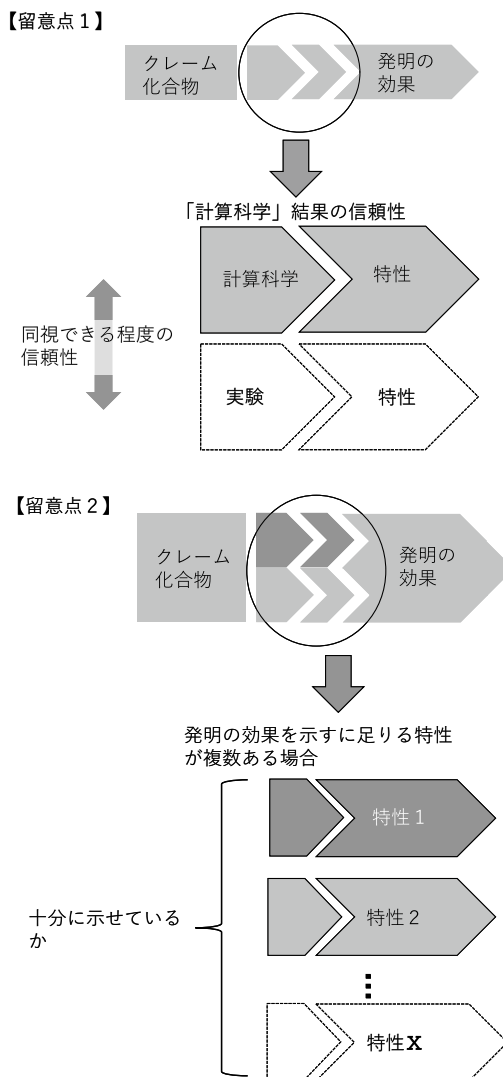 【留意点１】
クレーム
化合物
発明の
効果
「計算科学」結果の信頼性
計算科学
特性
同視できる程度の
信頼性
実験
特性
【留意点２】
クレーム
化合物
発明の
効果
発明の効果を示すに足りる特性
が複数ある場合
特性１
十分に示せている
か
特性２
特性X